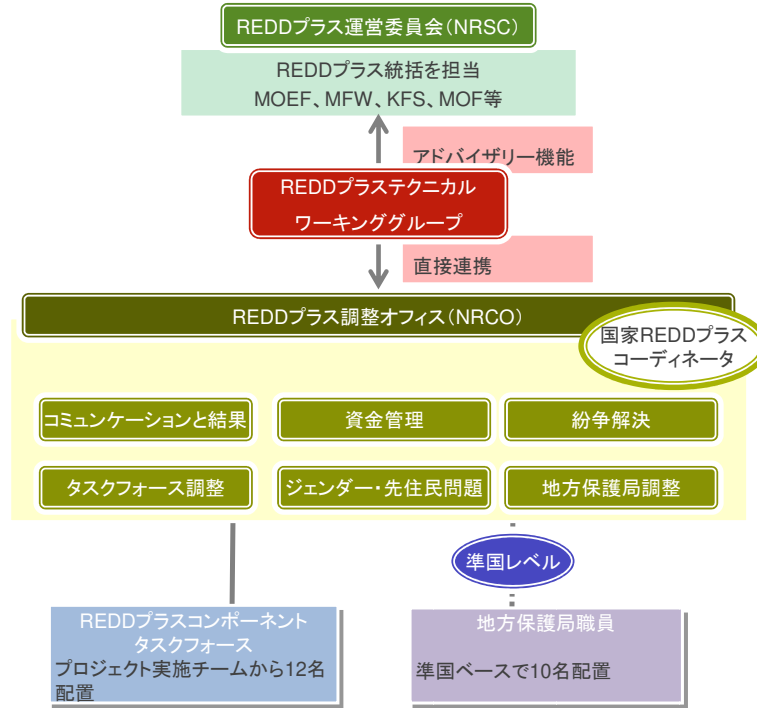 REDDプラス運営委員会(NRSC)
REDDプラス統括を担当
MOEF、MFW、KFS、MOF等
アドバイザリー機能
REDDプラステクニカル
ワーキンググループ
直接連携
REDDプラス調整オフィス(NRCO)
国家REDDプラス
コーディネータ
コミュンケーションと結果
資金管理
紛争解決
タスクフォース調整
ジェンダー・先住民問題
地方保護局調整
準国レベル
REDDプラスコンポーネント
タスクフォース
プロジェクト実施チームから12名
配置
地方保護局職員
準国ベースで10名配置